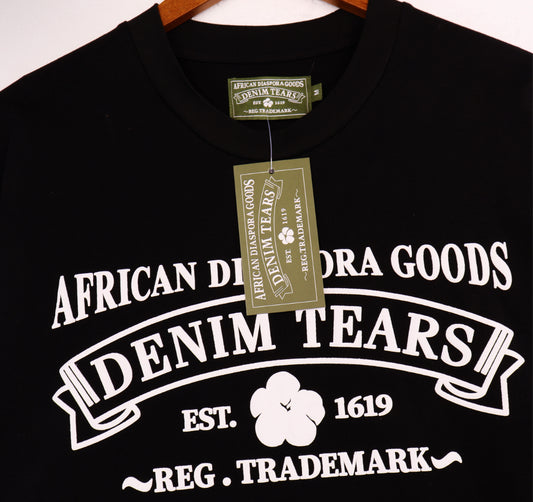 AFRICAN DIASPORA GOODS
DENIM TEARS
EST 1619
~REG. TRADEMARK~
M
AFRICAN DIASPORA GOODS
DENIM TEARS
EST. 1619
~REG.TRADEMARK~
AFRICAN DI ORA GOODS
DENIM TEARS
EST. 1619
~REG . TRADEMARK~